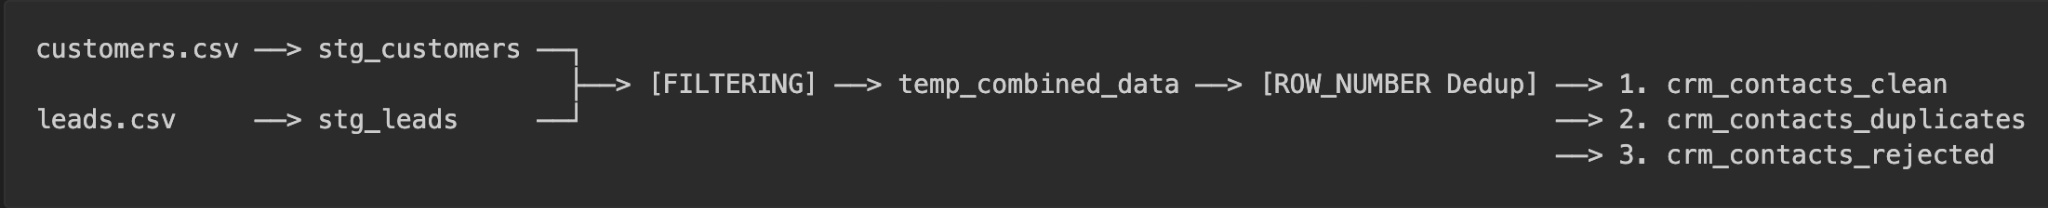 customers.csv ──> stg_customers ──┐
├──> [FILTERING] ──> temp_combined_data ──> [ROW_NUMBER Dedup] ──> 1. crm_contacts_clean
leads.csv ──> stg_leads ──┘ ──> 2. crm_contacts_duplicates
──> 3. crm_contacts_rejected